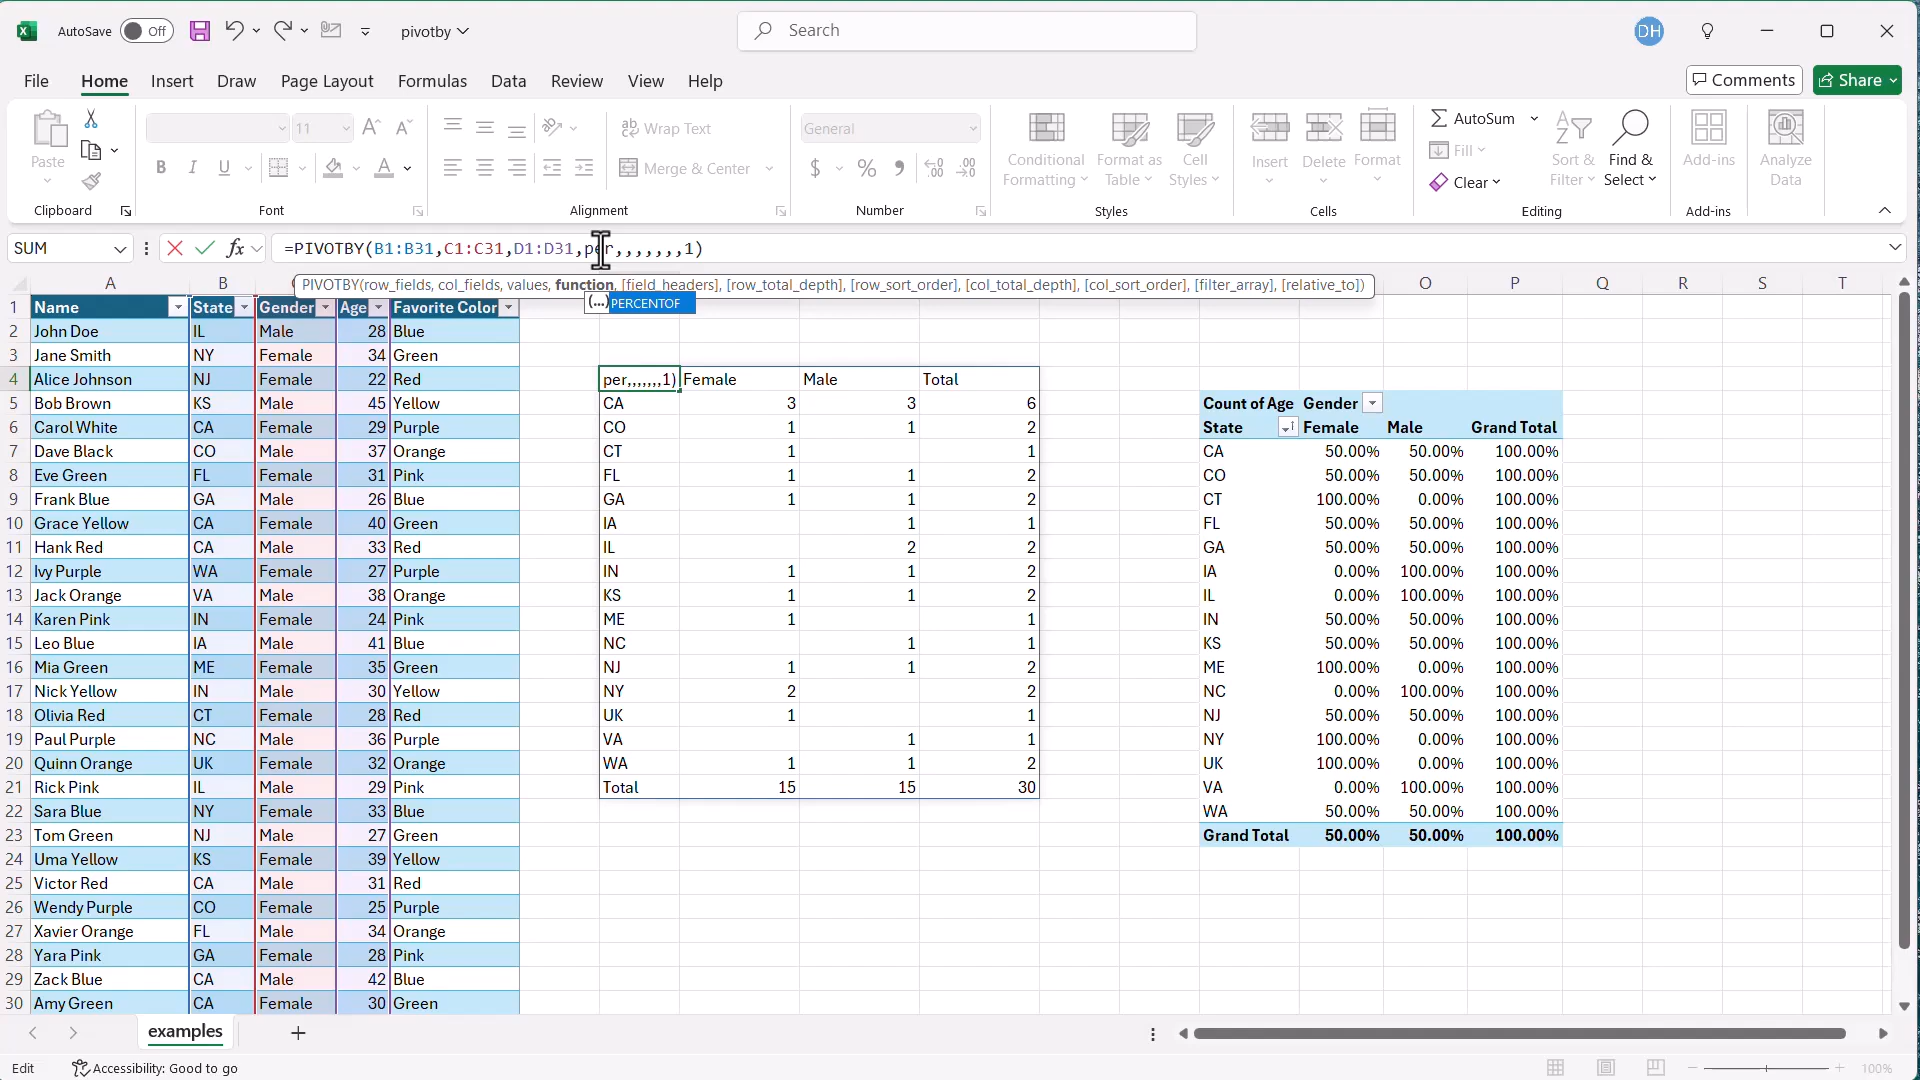 AutoSave Off pivotby Search DH
File Home Insert Draw Page Layout Formulas Data Review View Help Comments Share
Paste 11 Wrap Text General Conditional Formatting Format as Table Cell Styles Insert Delete Format AutoSum Fill Clear Sort & Filter Find & Select Add-ins Analyze Data
B I U A Merge & Center $ % 9 .00
Clipboard Font Alignment Number Styles Cells Editing Add-ins
SUM fx =PIVOTBY(B1:B31,C1:C31,D1:D31,per,,,,,,,1)
PIVOTBY(row_fields, col_fields, values, function, [field_headers], [row_total_depth], [row_sort_order], [col_total_depth], [col_sort_order], [filter_array], [relative_to])
(...) PERCENTOF
A B C O P Q R S T
1 Name State Gender Age Favorite Color
2 John Doe IL Male 28 Blue
3 Jane Smith NY Female 34 Green
4 Alice Johnson NJ Female 22 Red per,,,,,,,1) Female Male Total
5 Bob Brown KS Male 45 Yellow CA 3 3 6 Count of Age Gender
6 Carol White CA Female 29 Purple CO 1 1 2 State Female Male Grand Total
7 Dave Black CO Male 37 Orange CT 1 1 CA 50.00% 50.00% 100.00%
8 Eve Green FL Female 31 Pink FL 1 1 2 CO 50.00% 50.00% 100.00%
9 Frank Blue GA Male 26 Blue GA 1 1 2 CT 100.00% 0.00% 100.00%
10 Grace Yellow CA Female 40 Green IA 1 1 FL 50.00% 50.00% 100.00%
11 Hank Red CA Male 33 Red IL 2 2 GA 50.00% 50.00% 100.00%
12 Ivy Purple WA Female 27 Purple IN 1 1 2 IA 0.00% 100.00% 100.00%
13 Jack Orange VA Male 38 Orange KS 1 1 2 IL 0.00% 100.00% 100.00%
14 Karen Pink IN Female 24 Pink ME 1 1 IN 50.00% 50.00% 100.00%
15 Leo Blue IA Male 41 Blue NC 1 1 KS 50.00% 50.00% 100.00%
16 Mia Green ME Female 35 Green NJ 1 1 2 ME 100.00% 0.00% 100.00%
17 Nick Yellow IN Male 30 Yellow NY 2 2 NC 0.00% 100.00% 100.00%
18 Olivia Red CT Female 28 Red UK 1 1 NJ 50.00% 50.00% 100.00%
19 Paul Purple NC Male 36 Purple VA 1 1 NY 100.00% 0.00% 100.00%
20 Quinn Orange UK Female 32 Orange WA 1 1 2 UK 100.00% 0.00% 100.00%
21 Rick Pink IL Male 29 Pink Total 15 15 30 VA 0.00% 100.00% 100.00%
22 Sara Blue NY Female 33 Blue WA 50.00% 50.00% 100.00%
23 Tom Green NJ Male 27 Green Grand Total 50.00% 50.00% 100.00%
24 Uma Yellow KS Female 39 Yellow
25 Victor Red CA Male 31 Red
26 Wendy Purple CO Female 25 Purple
27 Xavier Orange FL Male 34 Orange
28 Yara Pink GA Female 28 Pink
29 Zack Blue CA Male 42 Blue
30 Amy Green CA Female 30 Green
examples
Edit Accessibility: Good to go 100%